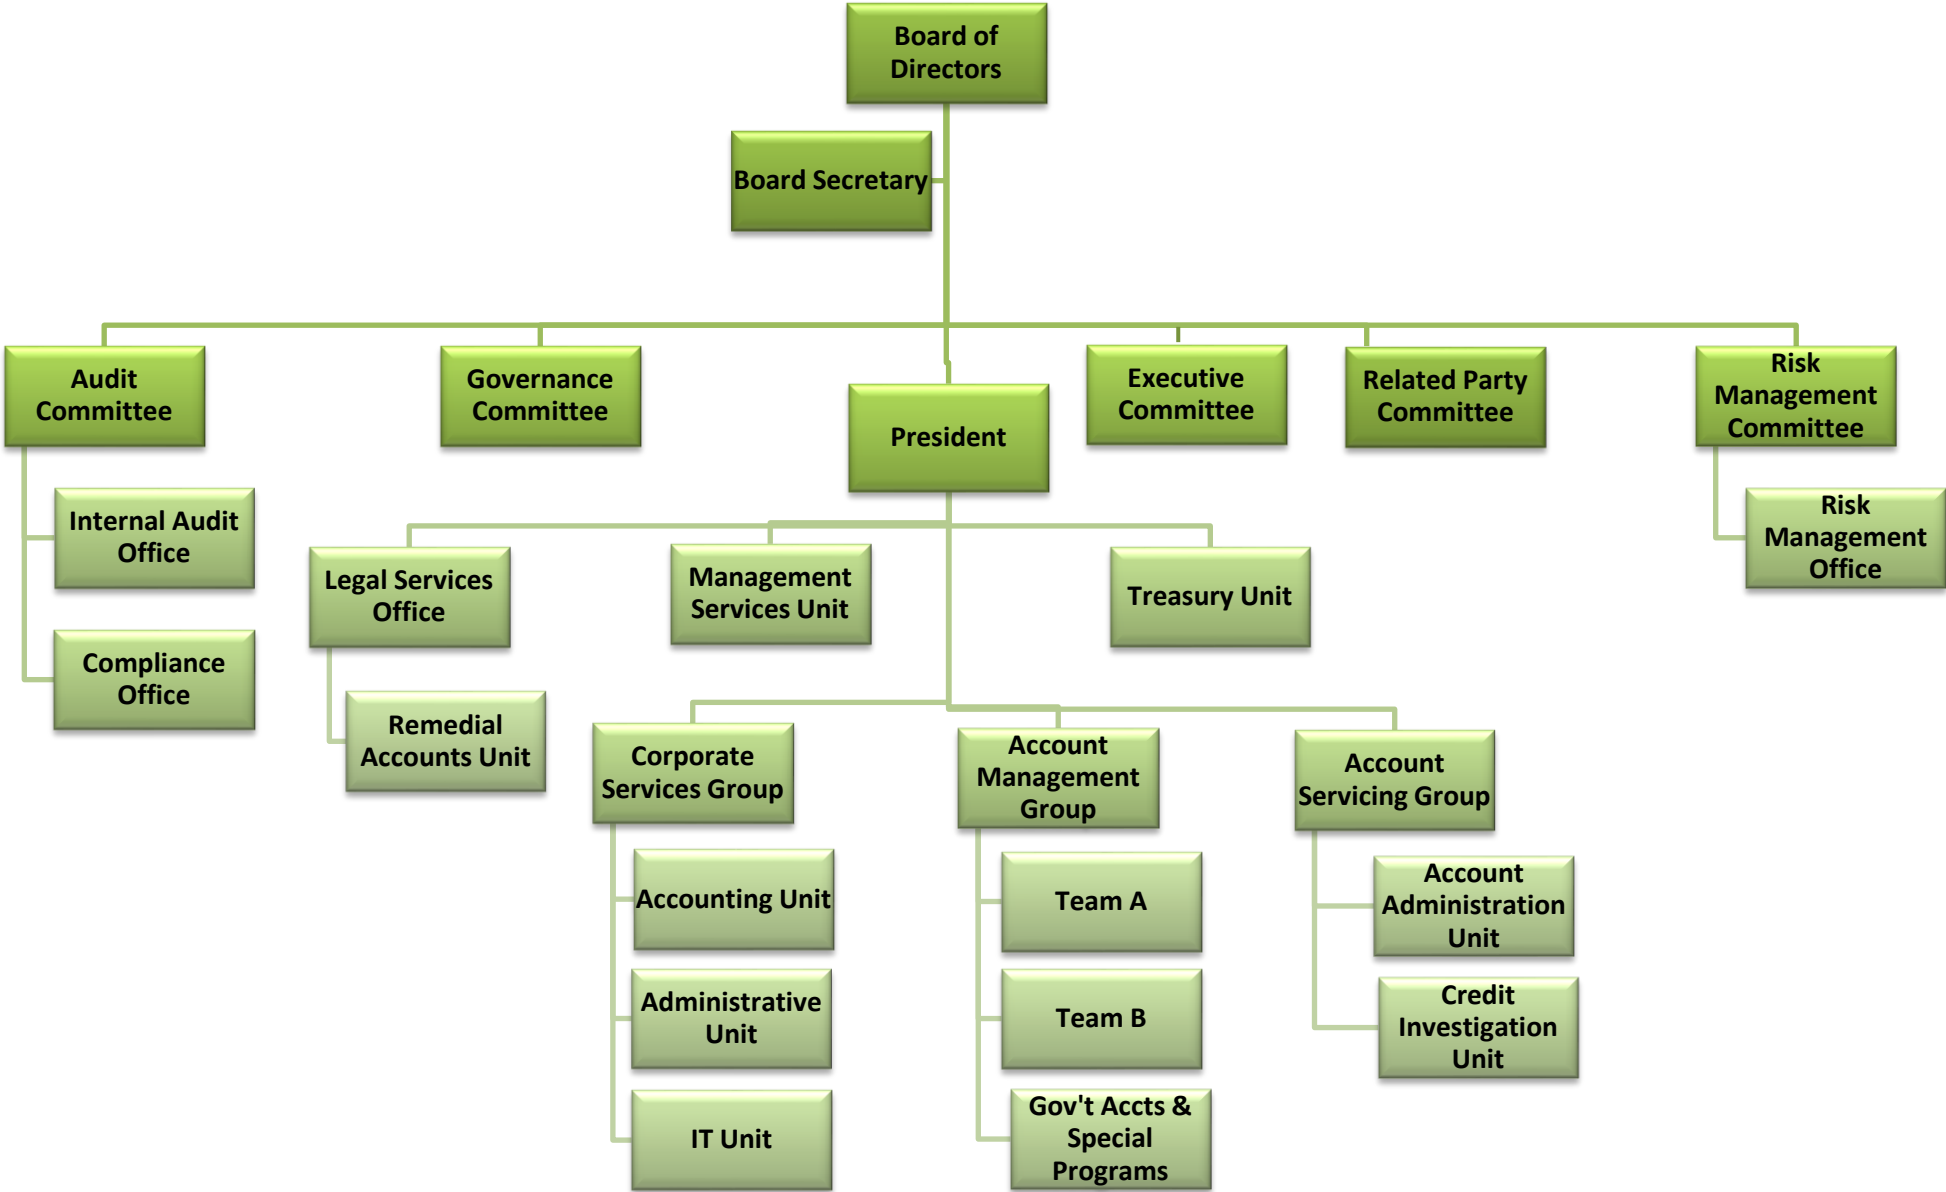 Board of
Directors
Board Secretary
Audit
Committee
Governance
Committee
President
Executive
Committee
Related Party
Committee
Risk
Management
Committee
Internal Audit
Office
Compliance
Office
Risk
Management
Office
Legal Services
Office
Management
Services Unit
Treasury Unit
Remedial
Accounts Unit
Corporate
Services Group
Account
Management
Group
Account
Servicing Group
Accounting Unit
Administrative
Unit
IT Unit
Team A
Team B
Gov't Accts &
Special
Programs
Account
Administration
Unit
Credit
Investigation
Unit